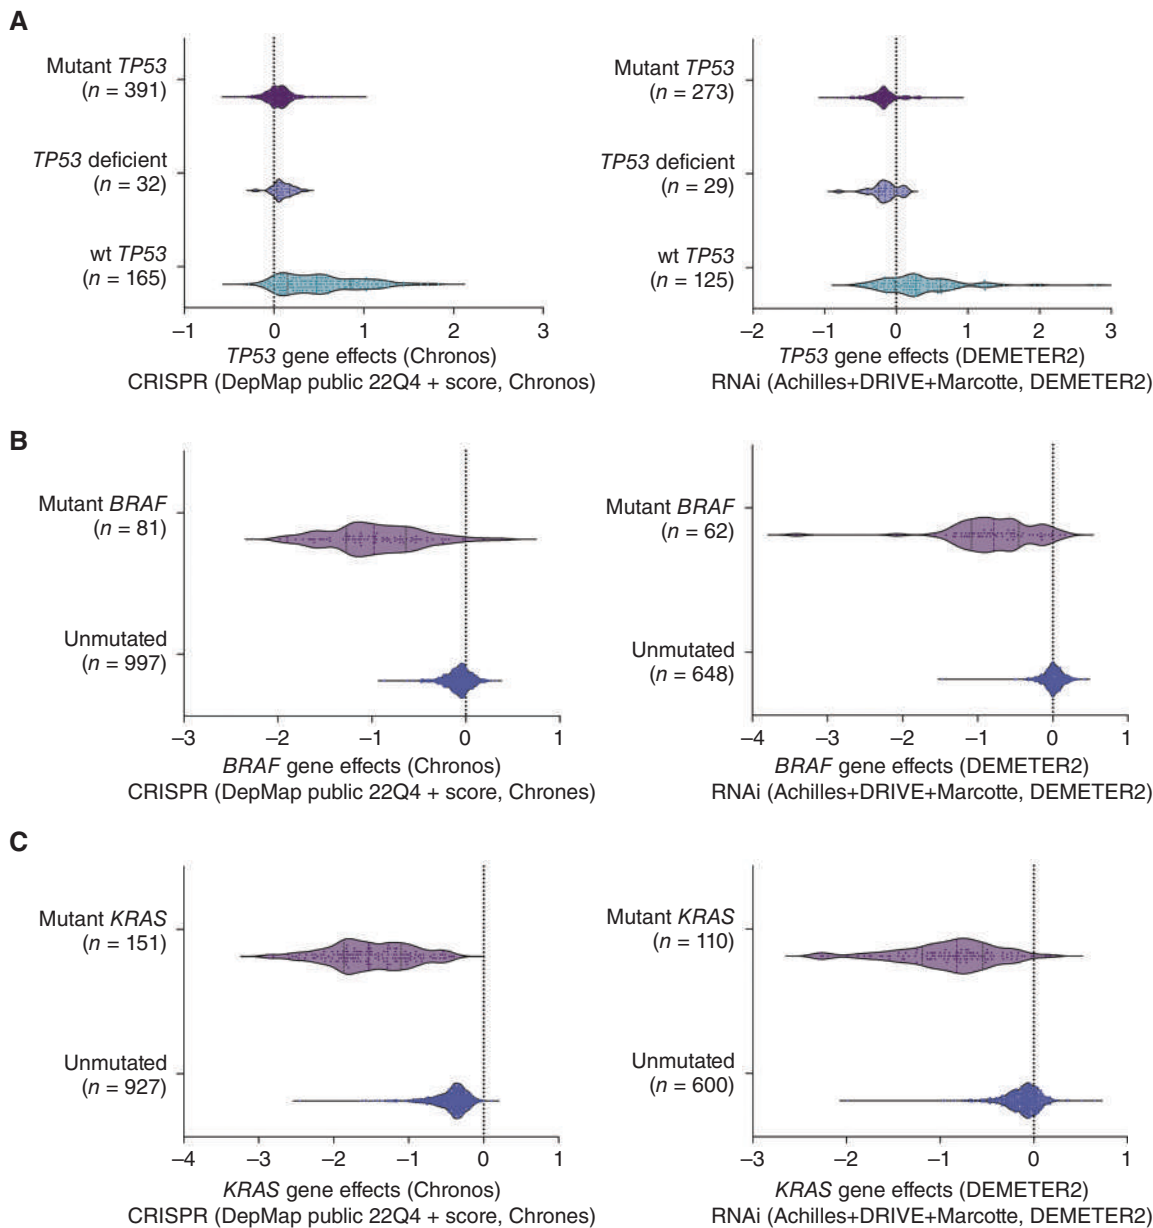 A
Mutant TP53
(n = 391)
TP53 deficient
(n = 32)
wt TP53
(n = 165)
–1 0 1 2 3
TP53 gene effects (Chronos)
CRISPR (DepMap public 22Q4 + score, Chronos)
Mutant TP53
(n = 273)
TP53 deficient
(n = 29)
wt TP53
(n = 125)
–2 –1 0 1 2 3
TP53 gene effects (DEMETER2)
RNAi (Achilles+DRIVE+Marcotte, DEMETER2)
B
Mutant BRAF
(n = 81)
Unmutated
(n = 997)
–3 –2 –1 0 1
BRAF gene effects (Chronos)
CRISPR (DepMap public 22Q4 + score, Chrones)
Mutant BRAF
(n = 62)
Unmutated
(n = 648)
–4 –3 –2 –1 0 1
BRAF gene effects (DEMETER2)
RNAi (Achilles+DRIVE+Marcotte, DEMETER2)
C
Mutant KRAS
(n = 151)
Unmutated
(n = 927)
–4 –3 –2 –1 0 1
KRAS gene effects (Chronos)
CRISPR (DepMap public 22Q4 + score, Chrones)
Mutant KRAS
(n = 110)
Unmutated
(n = 600)
–3 –2 –1 0 1
KRAS gene effects (DEMETER2)
RNAi (Achilles+DRIVE+Marcotte, DEMETER2)